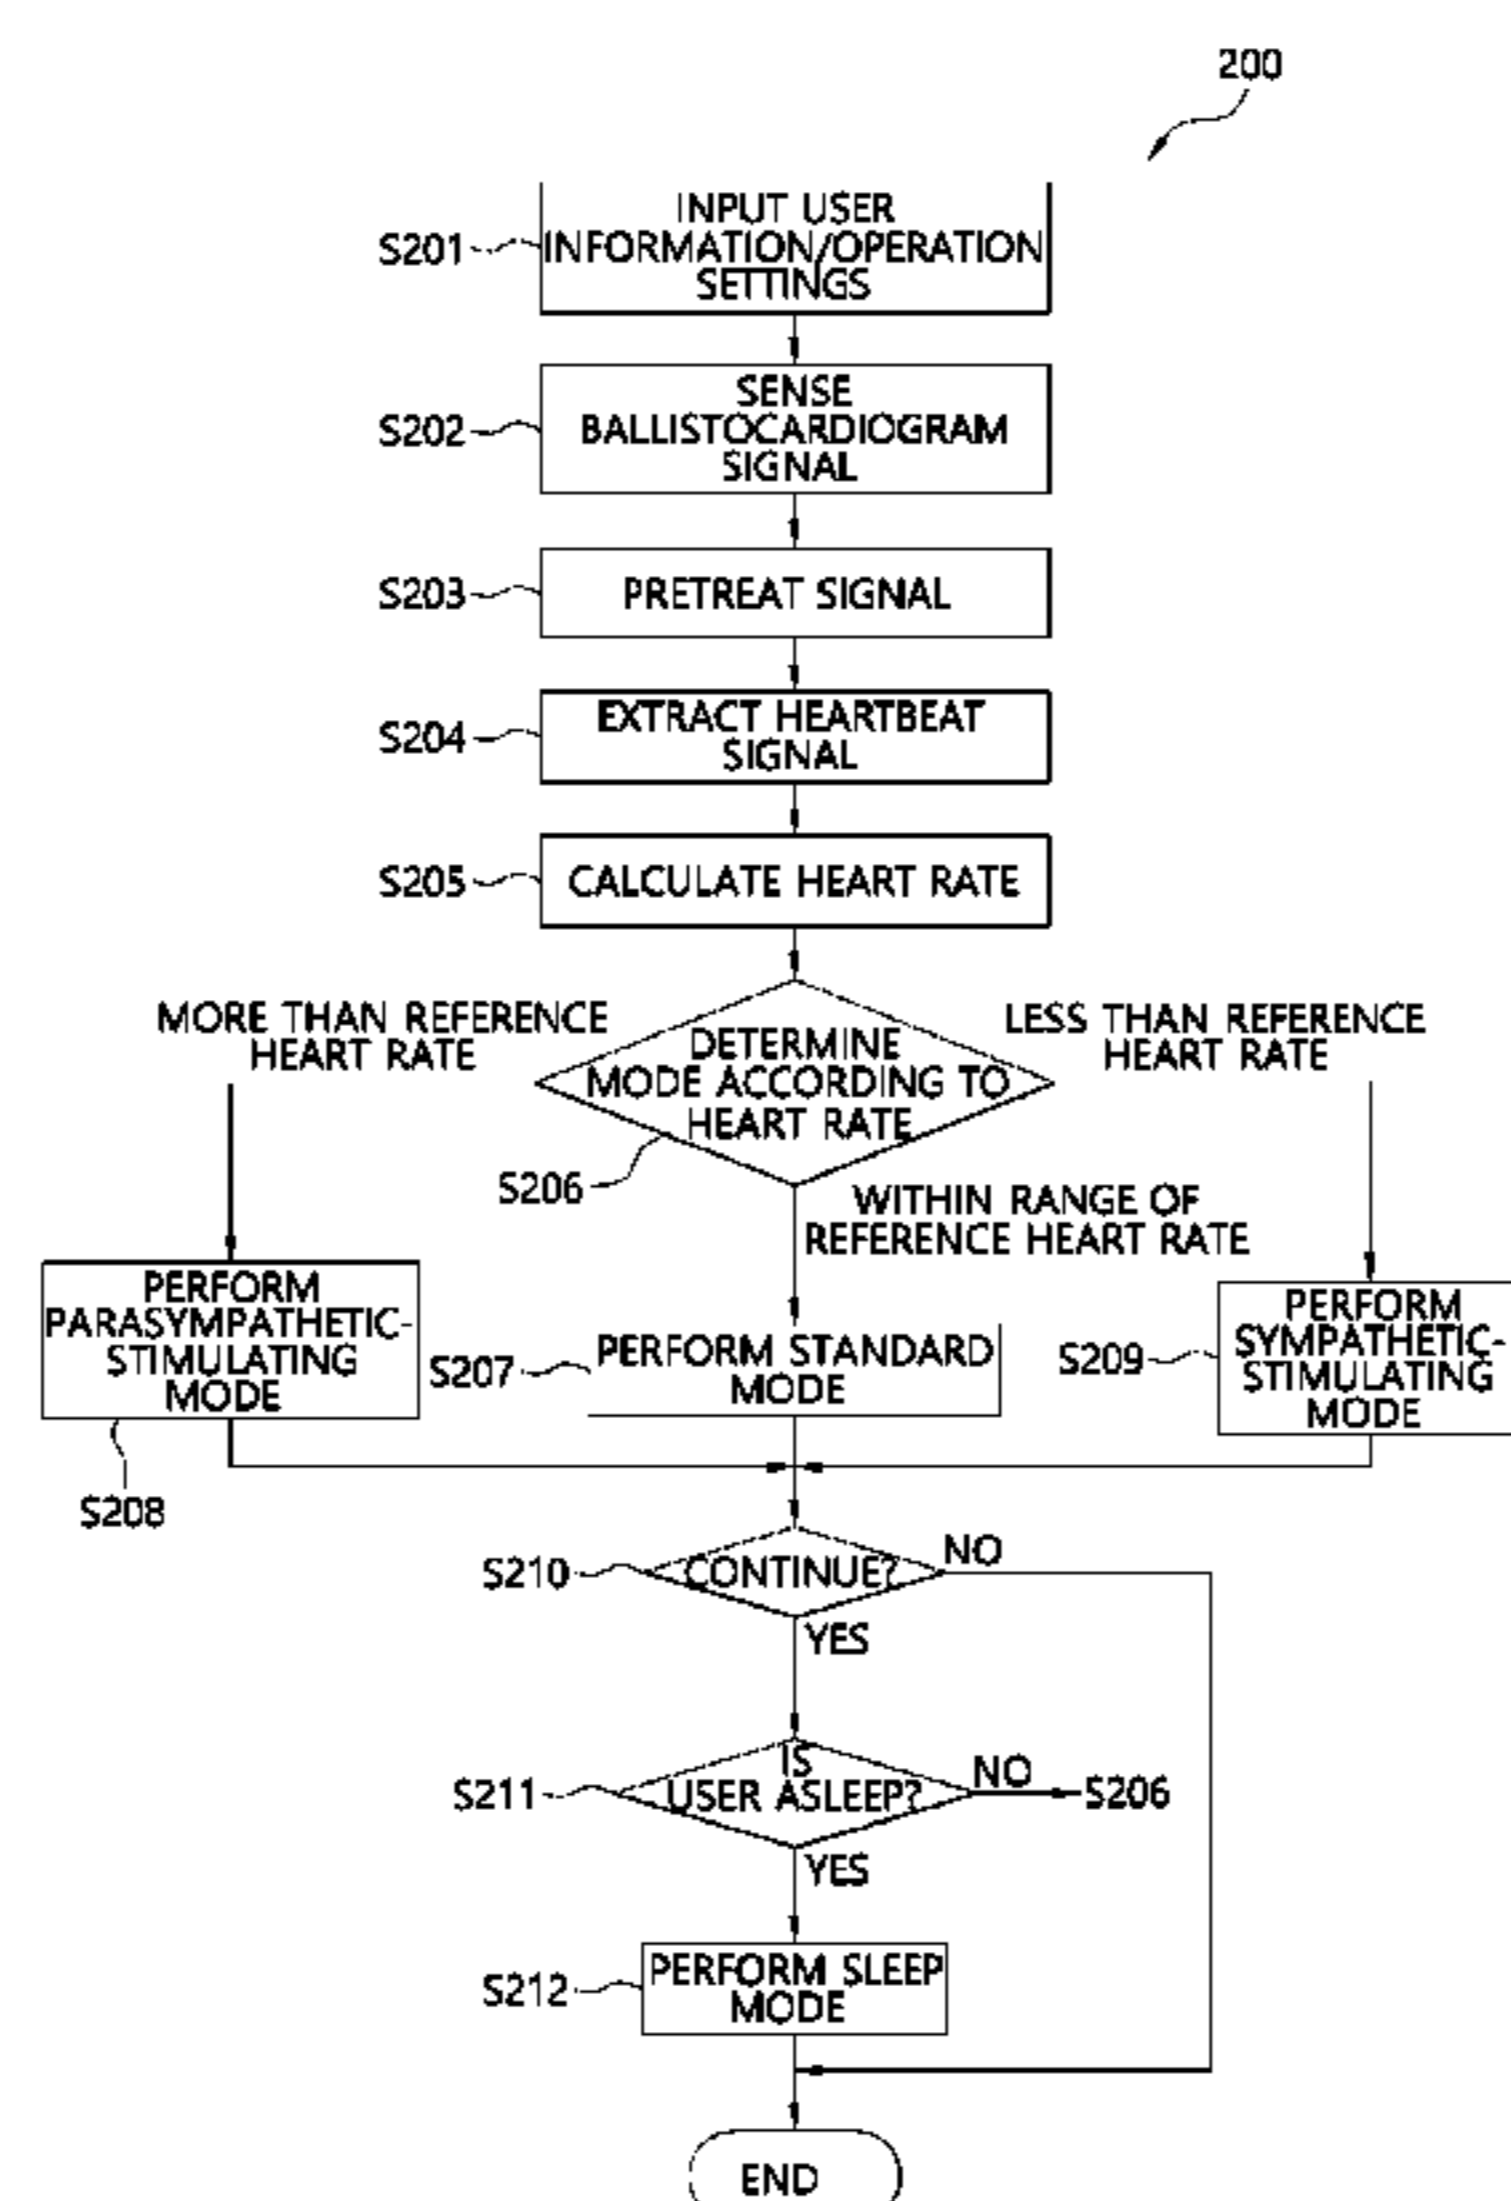 200
S201
INPUT USER
INFORMATION/OPERATION
SETTINGS
S202
SENSE
BALLISTOCARDIOGRAM
SIGNAL
S203
PRETREAT SIGNAL
S204
EXTRACT HEARTBEAT
SIGNAL
S205
CALCULATE HEART RATE
MORE THAN REFERENCE
HEART RATE
DETERMINE
MODE ACCORDING TO
HEART RATE
S206
LESS THAN REFERENCE
HEART RATE
WITHIN RANGE OF
REFERENCE HEART RATE
PERFORM
PARASYMPATHETIC-
STIMULATING
MODE
S208
S207
PERFORM STANDARD
MODE
S209
PERFORM
SYMPATHETIC-
STIMULATING
MODE
S210
CONTINUE?
NO
YES
S211
IS
USER ASLEEP?
NO
S206
YES
S212
PERFORM SLEEP
MODE
END